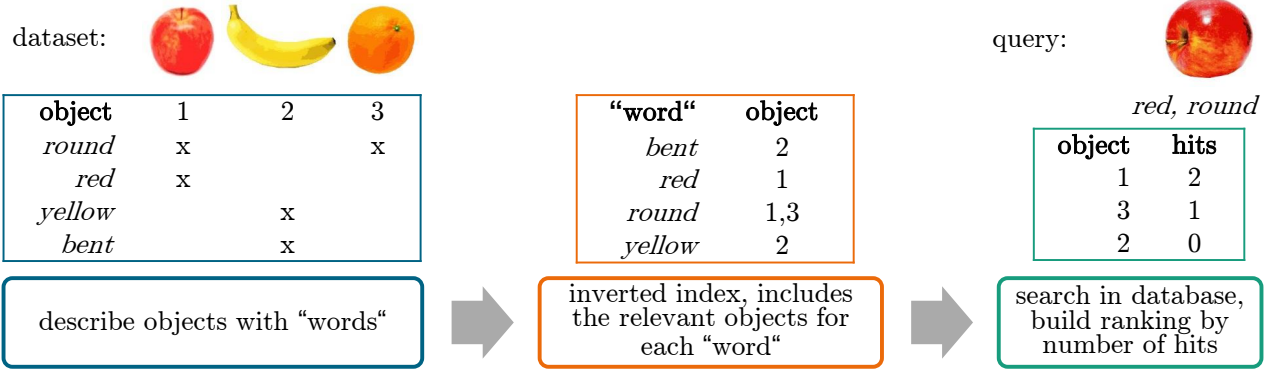 dataset:
query:
object 1 2 3
round x x
red x
yellow x
bent x
“word“ object
bent 2
red 1
round 1,3
yellow 2
red, round
object hits
1 2
3 1
2 0
describe objects with “words“
inverted index, includes
the relevant objects for
each “word“
search in database,
build ranking by
number of hits